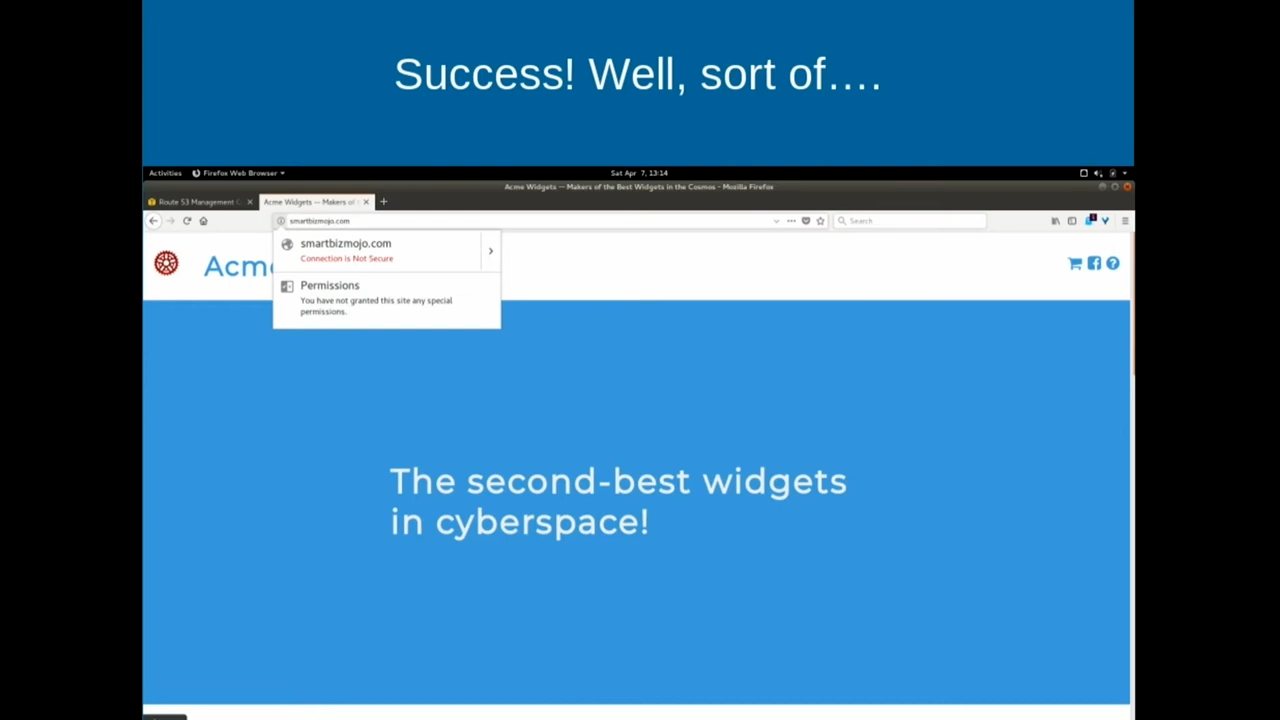 Success! Well, sort of....
Activities Firefox Web Browser Sat Apr 7, 13:14
Acme Widgets — Makers of the Best Widgets in the Cosmos - Mozilla Firefox
Route 53 Management Acme Widgets — Makers of
smartbizmojo.com Search
smartbizmojo.com
Connection is Not Secure
Acme
Permissions
You have not granted this site any special
permissions.
The second-best widgets
in cyberspace!